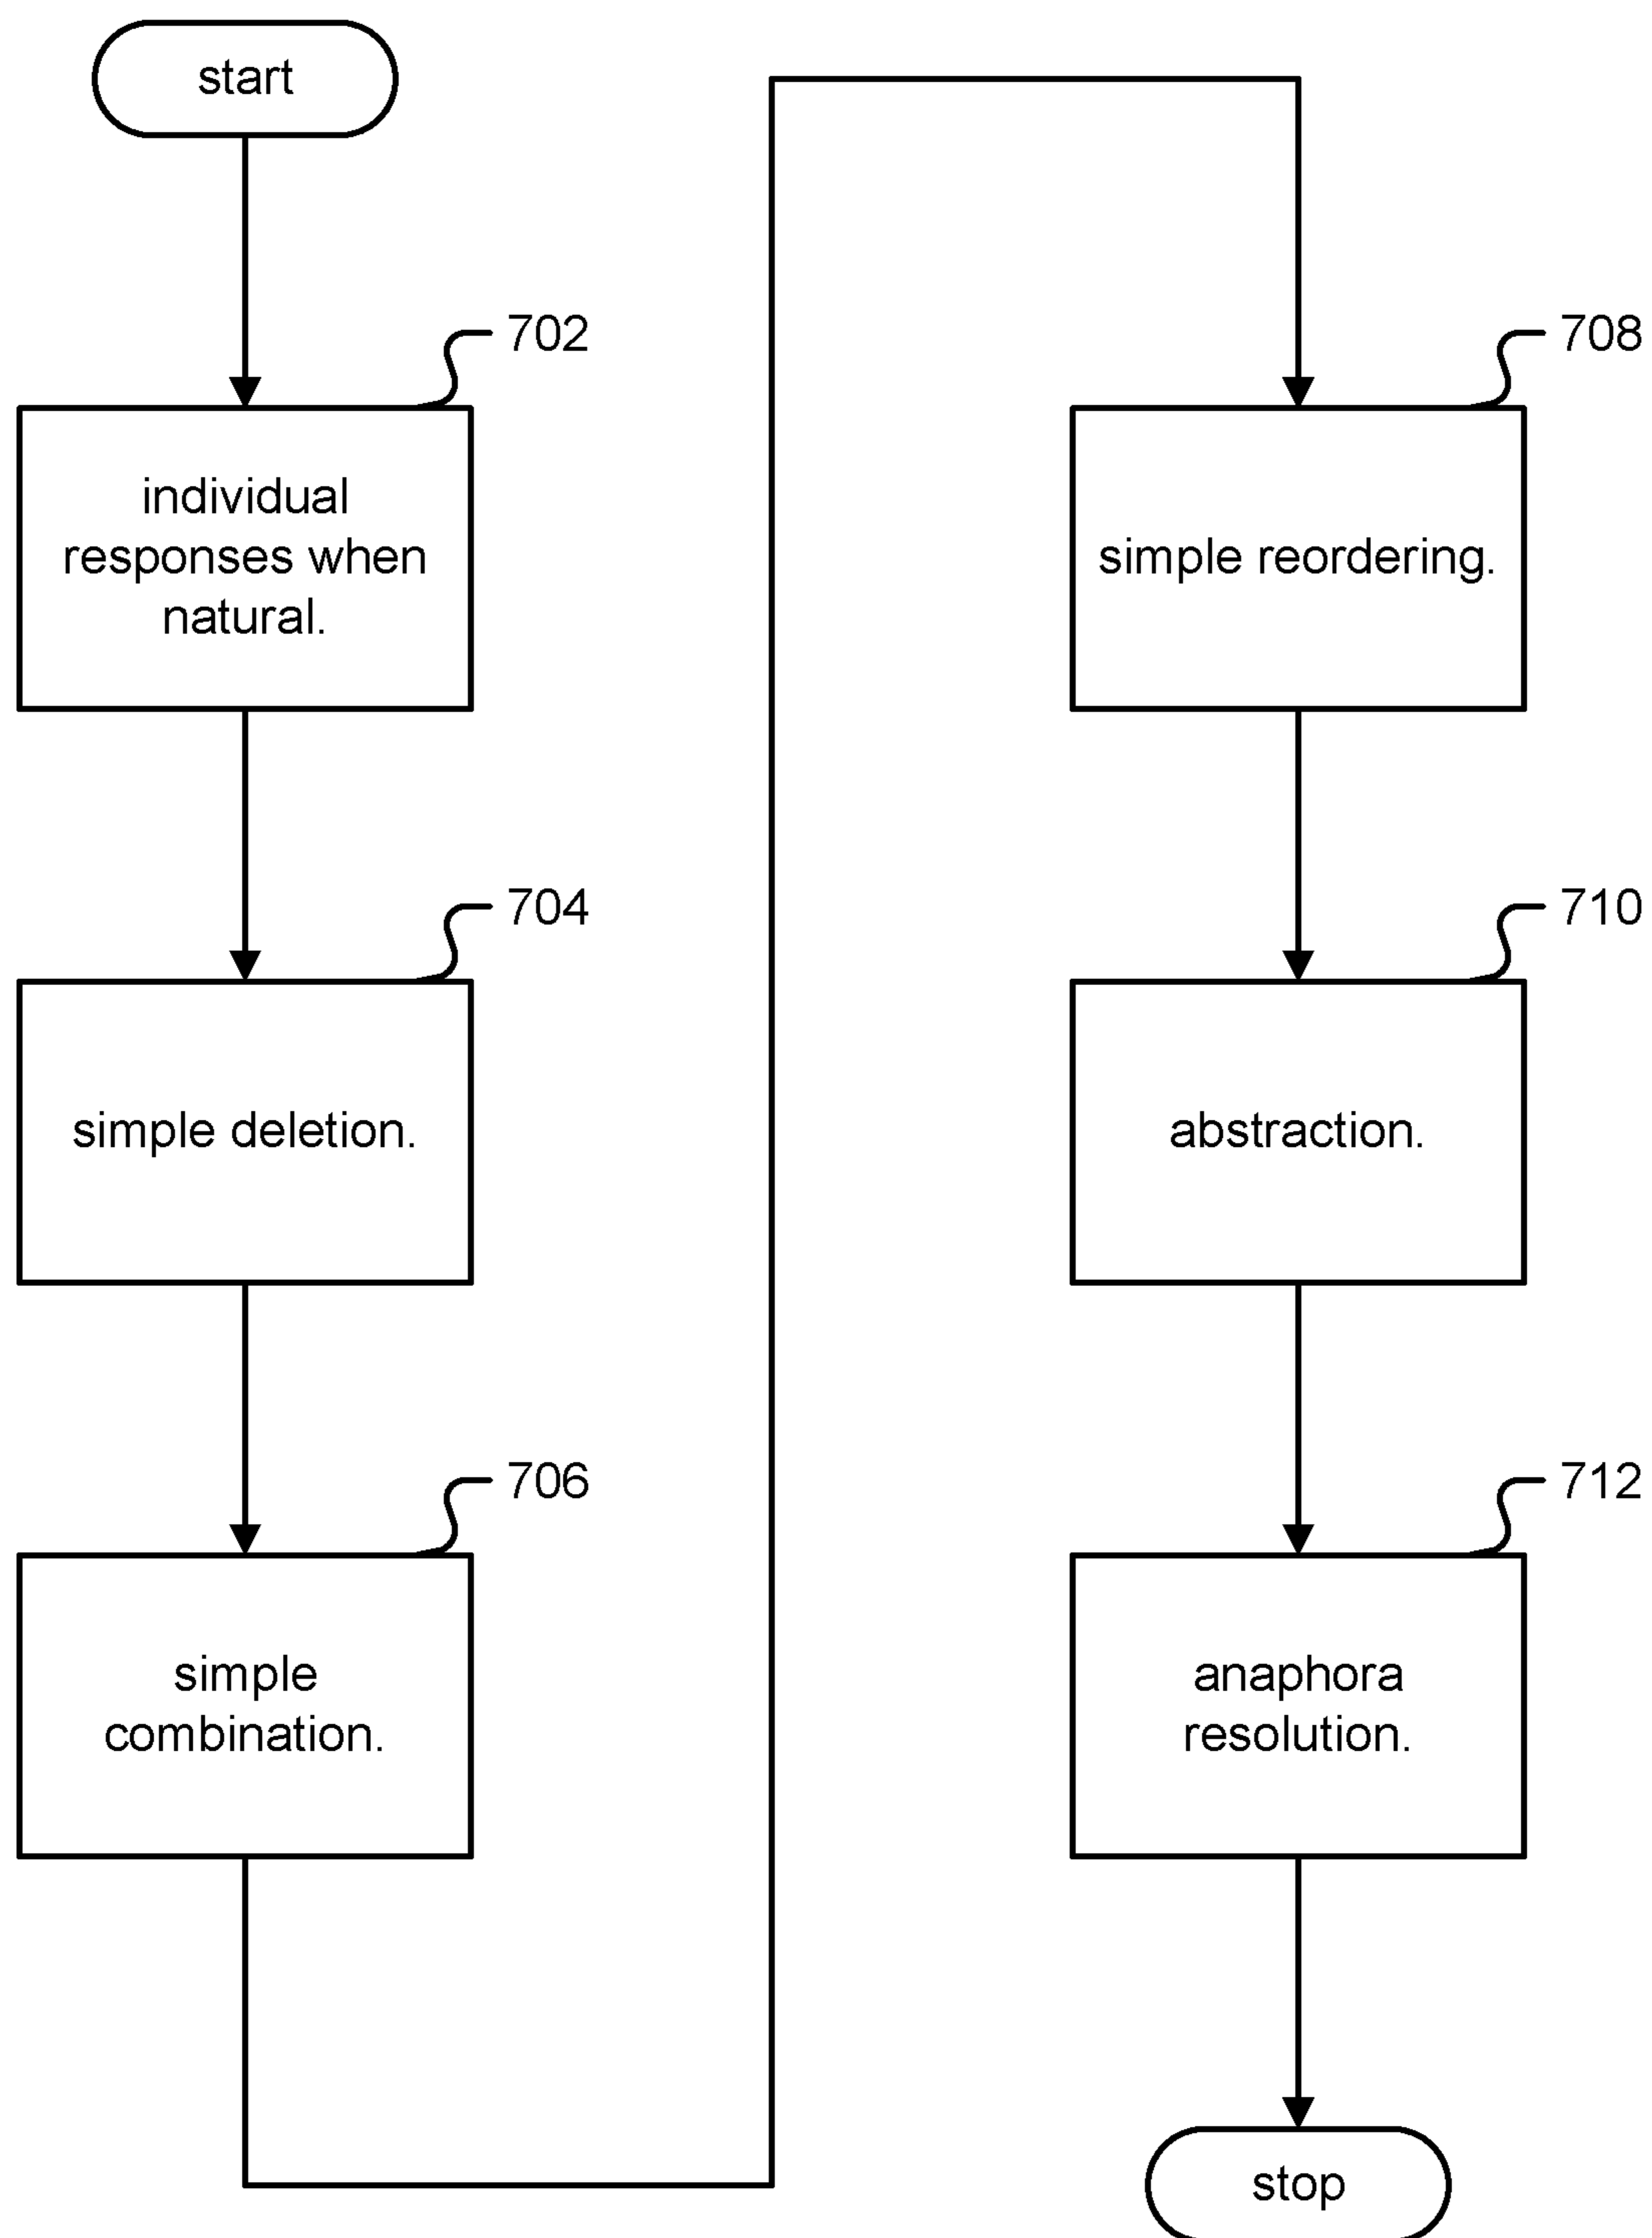 start
702
individual
responses when
natural.
704
simple deletion.
706
simple
combination.
708
simple reordering.
710
abstraction.
712
anaphora
resolution.
stop